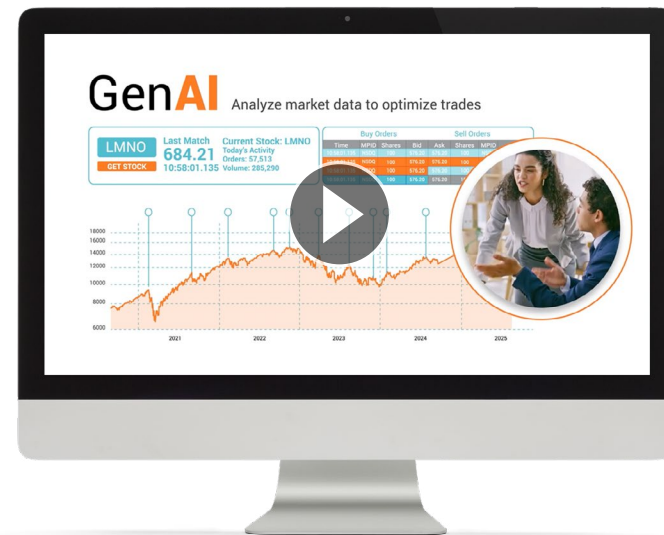 GenAI
Analyze market data to optimize trades
LMNO
GET STOCK
Last Match
684.21
10:58:01.135
Current Stock: LMNO
Today's Activity
Orders: 57,513
Volume: 285,290
Buy Orders
Sell Orders
Time MPID Shares Bid Ask Shares MPID
18000
16000
14000
12000
10000
8000
6000
2021
2022
2023
2024
2025